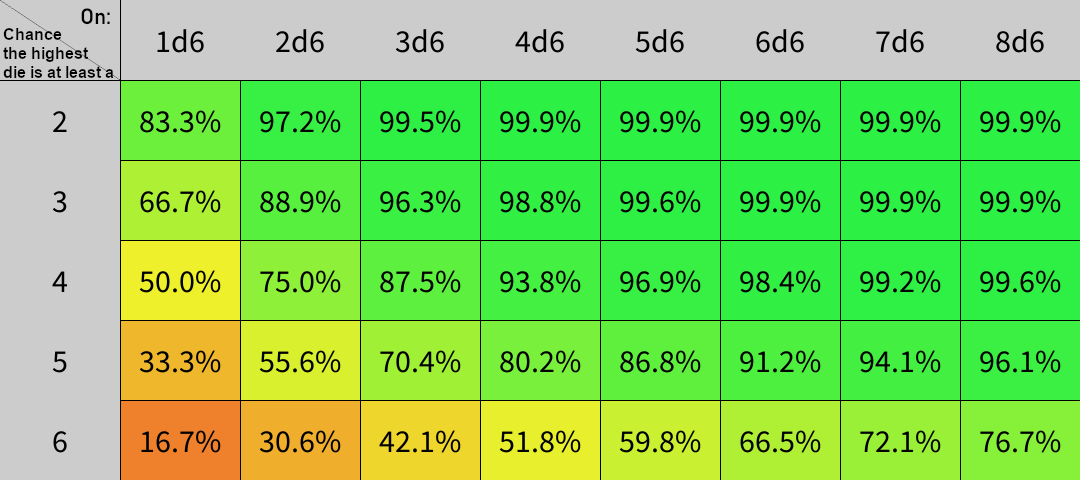 On:
Chance
the highest
die is at least a
1d6 2d6 3d6 4d6 5d6 6d6 7d6 8d6
2 83.3% 97.2% 99.5% 99.9% 99.9% 99.9% 99.9% 99.9%
3 66.7% 88.9% 96.3% 98.8% 99.6% 99.9% 99.9% 99.9%
4 50.0% 75.0% 87.5% 93.8% 96.9% 98.4% 99.2% 99.6%
5 33.3% 55.6% 70.4% 80.2% 86.8% 91.2% 94.1% 96.1%
6 16.7% 30.6% 42.1% 51.8% 59.8% 66.5% 72.1% 76.7%